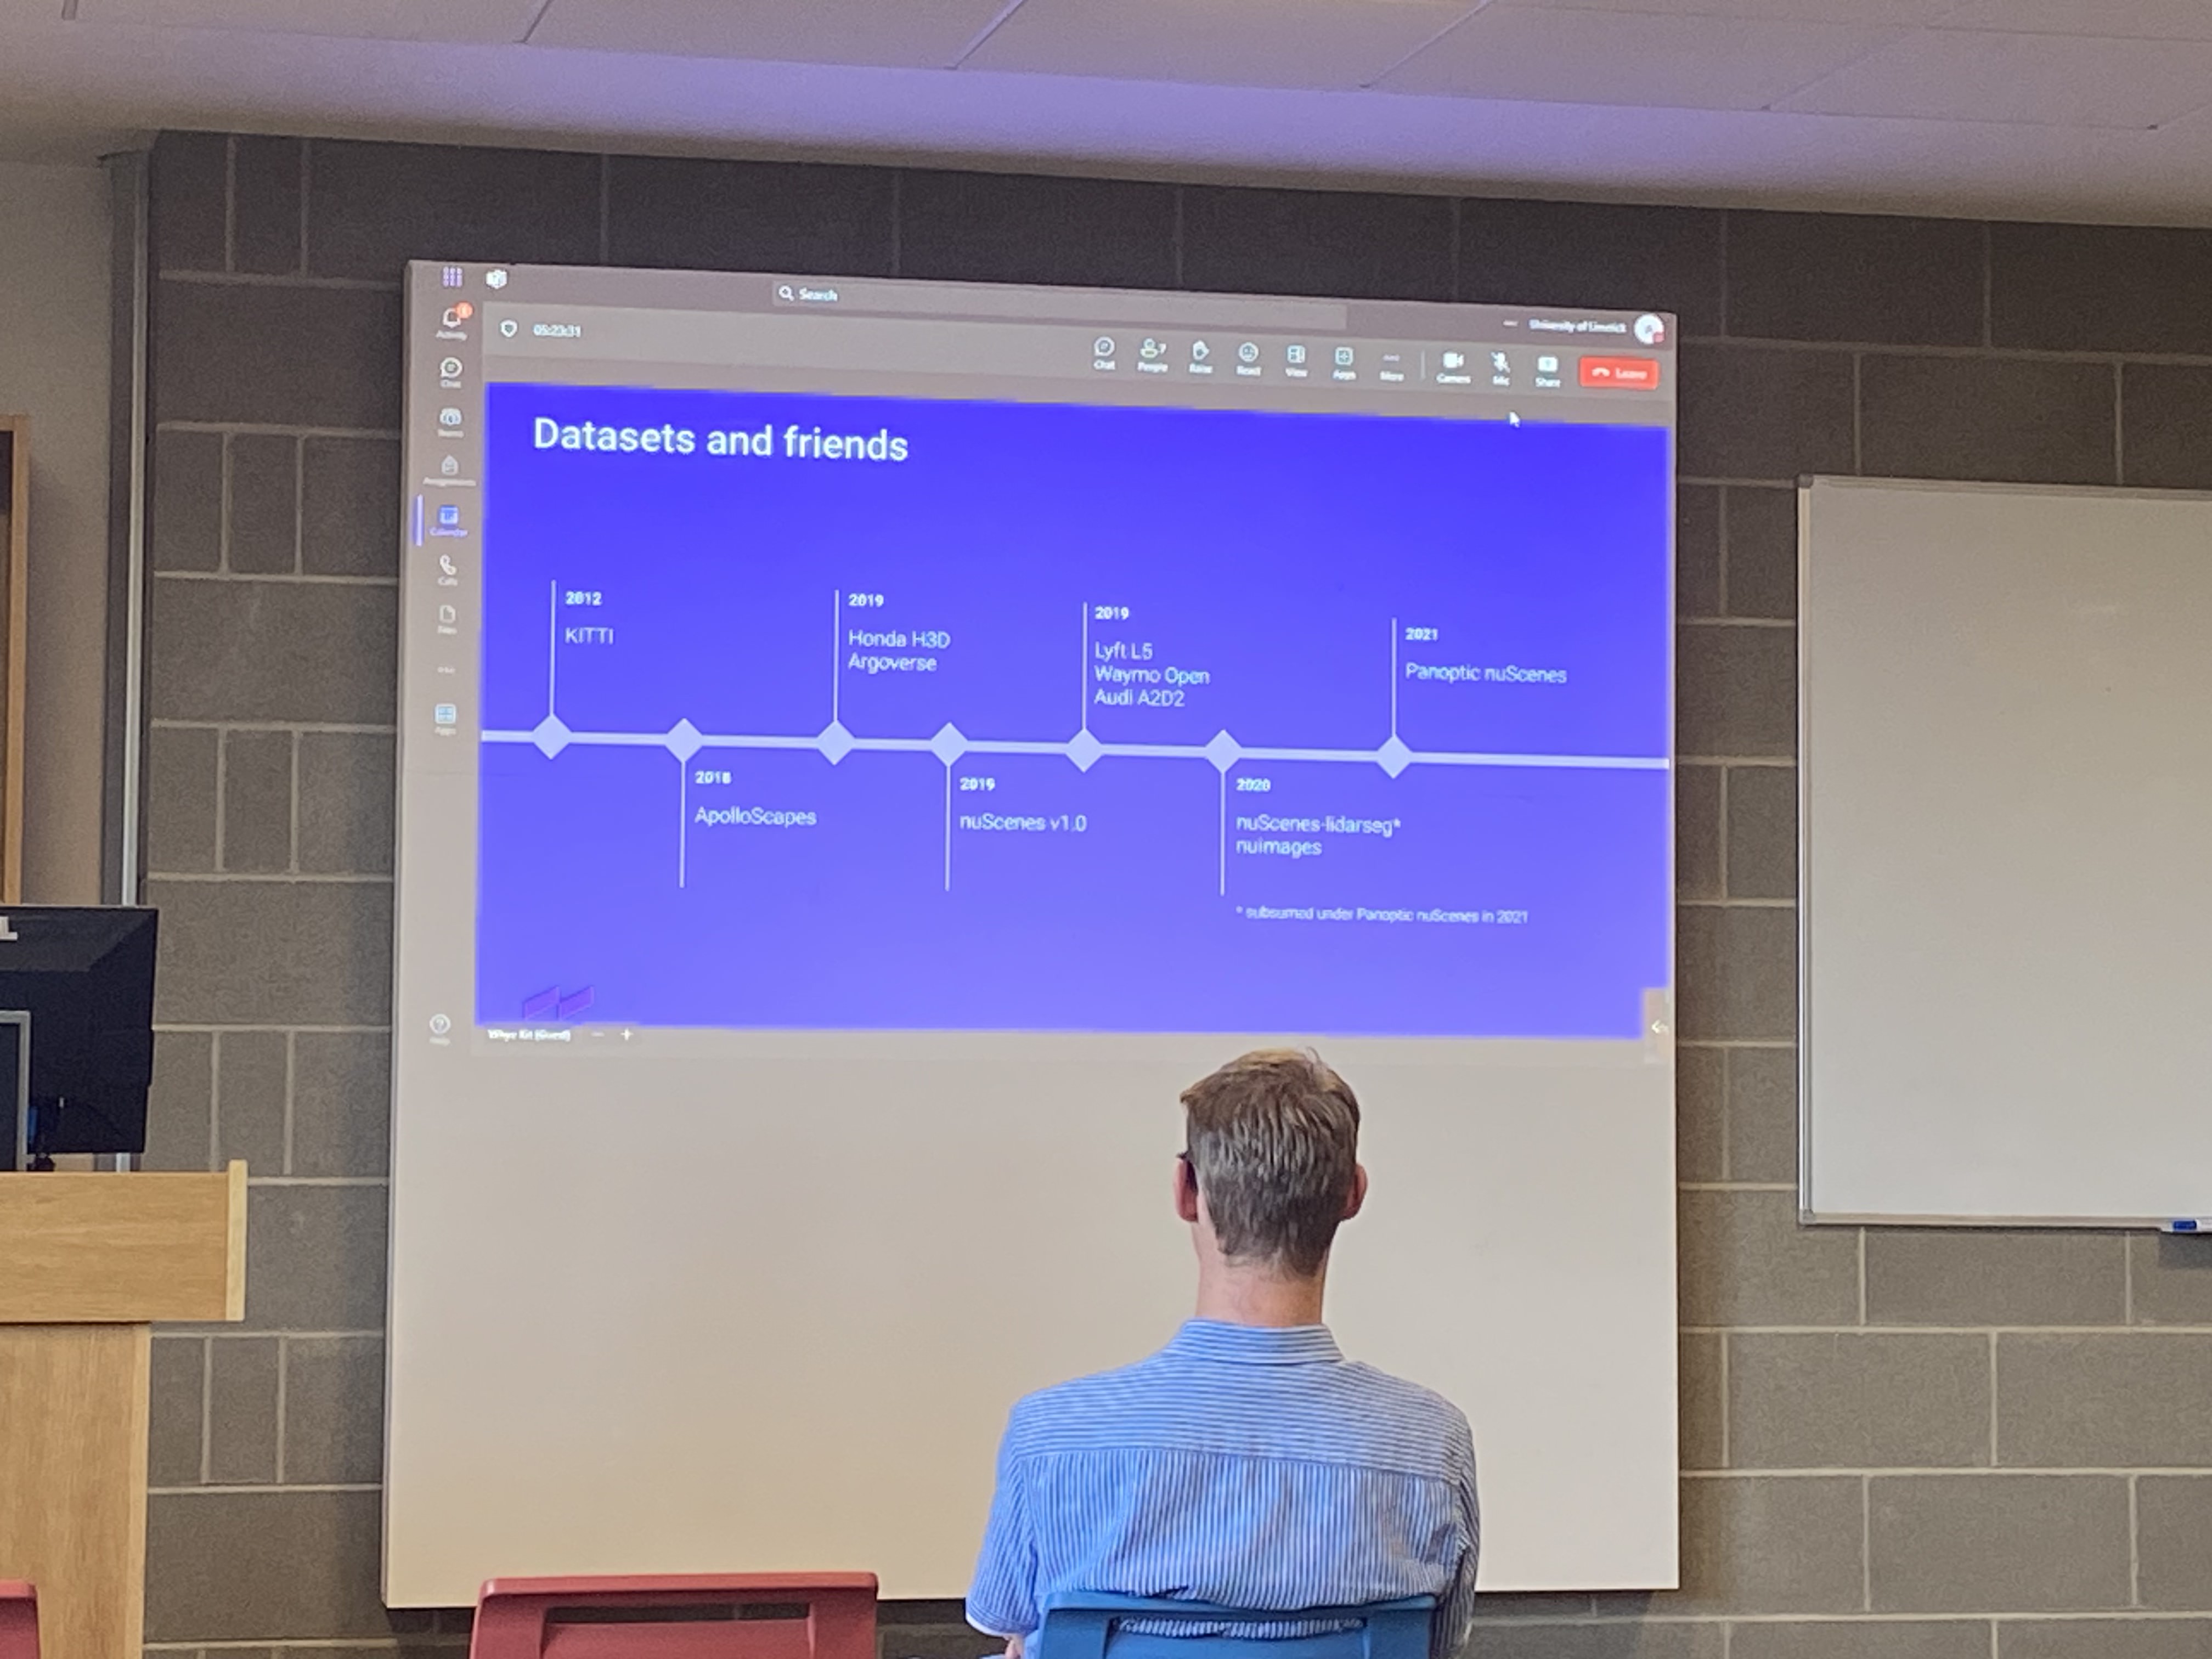 Search
University of Limerick
Activity
05:23:31
Chat
People
7
Raise
React
View
Apps
More
Camera
Mic
Share
Leave
Chat
Teams
Assignments
Calendar
Calls
Files
Apps
Help
Datasets and friends
2012
KITTI
2018
ApolloScapes
2019
Honda H3D
Argoverse
2019
nuScenes v1.0
2019
Lyft L5
Waymo Open
Audi A2D2
2020
nuScenes-lidarseg*
nuimages
* subsumed under Panoptic nuScenes in 2021
2021
Panoptic nuScenes
Whye Kit (Guest)